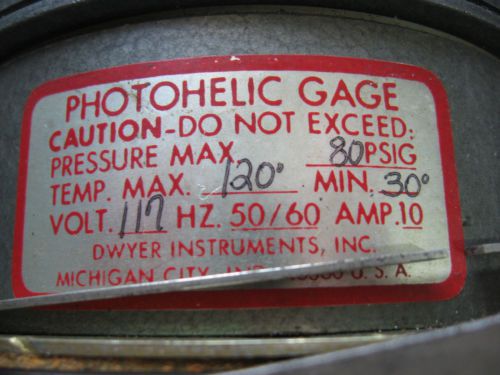 PHOTOHELIC GAGE
CAUTION-DO NOT EXCEED:
PRESSURE MAX 80PSIG
TEMP. MAX. 120° MIN. 30°
VOLT. 117 HZ. 50/60 AMP. 10
DWYER INSTRUMENTS, INC.
MICHIGAN CITY, U. S. A.